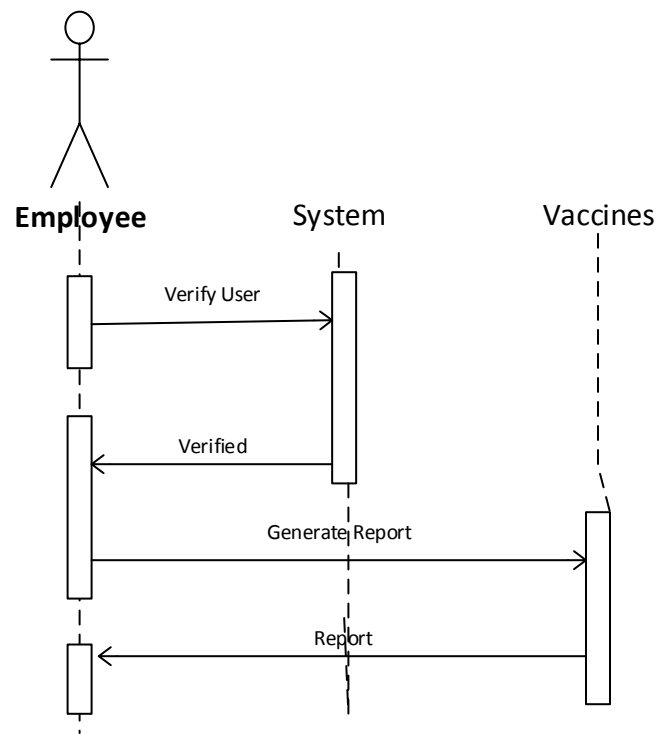 Employee
System
Vaccines
Verify User
Verified
Generate Report
Report